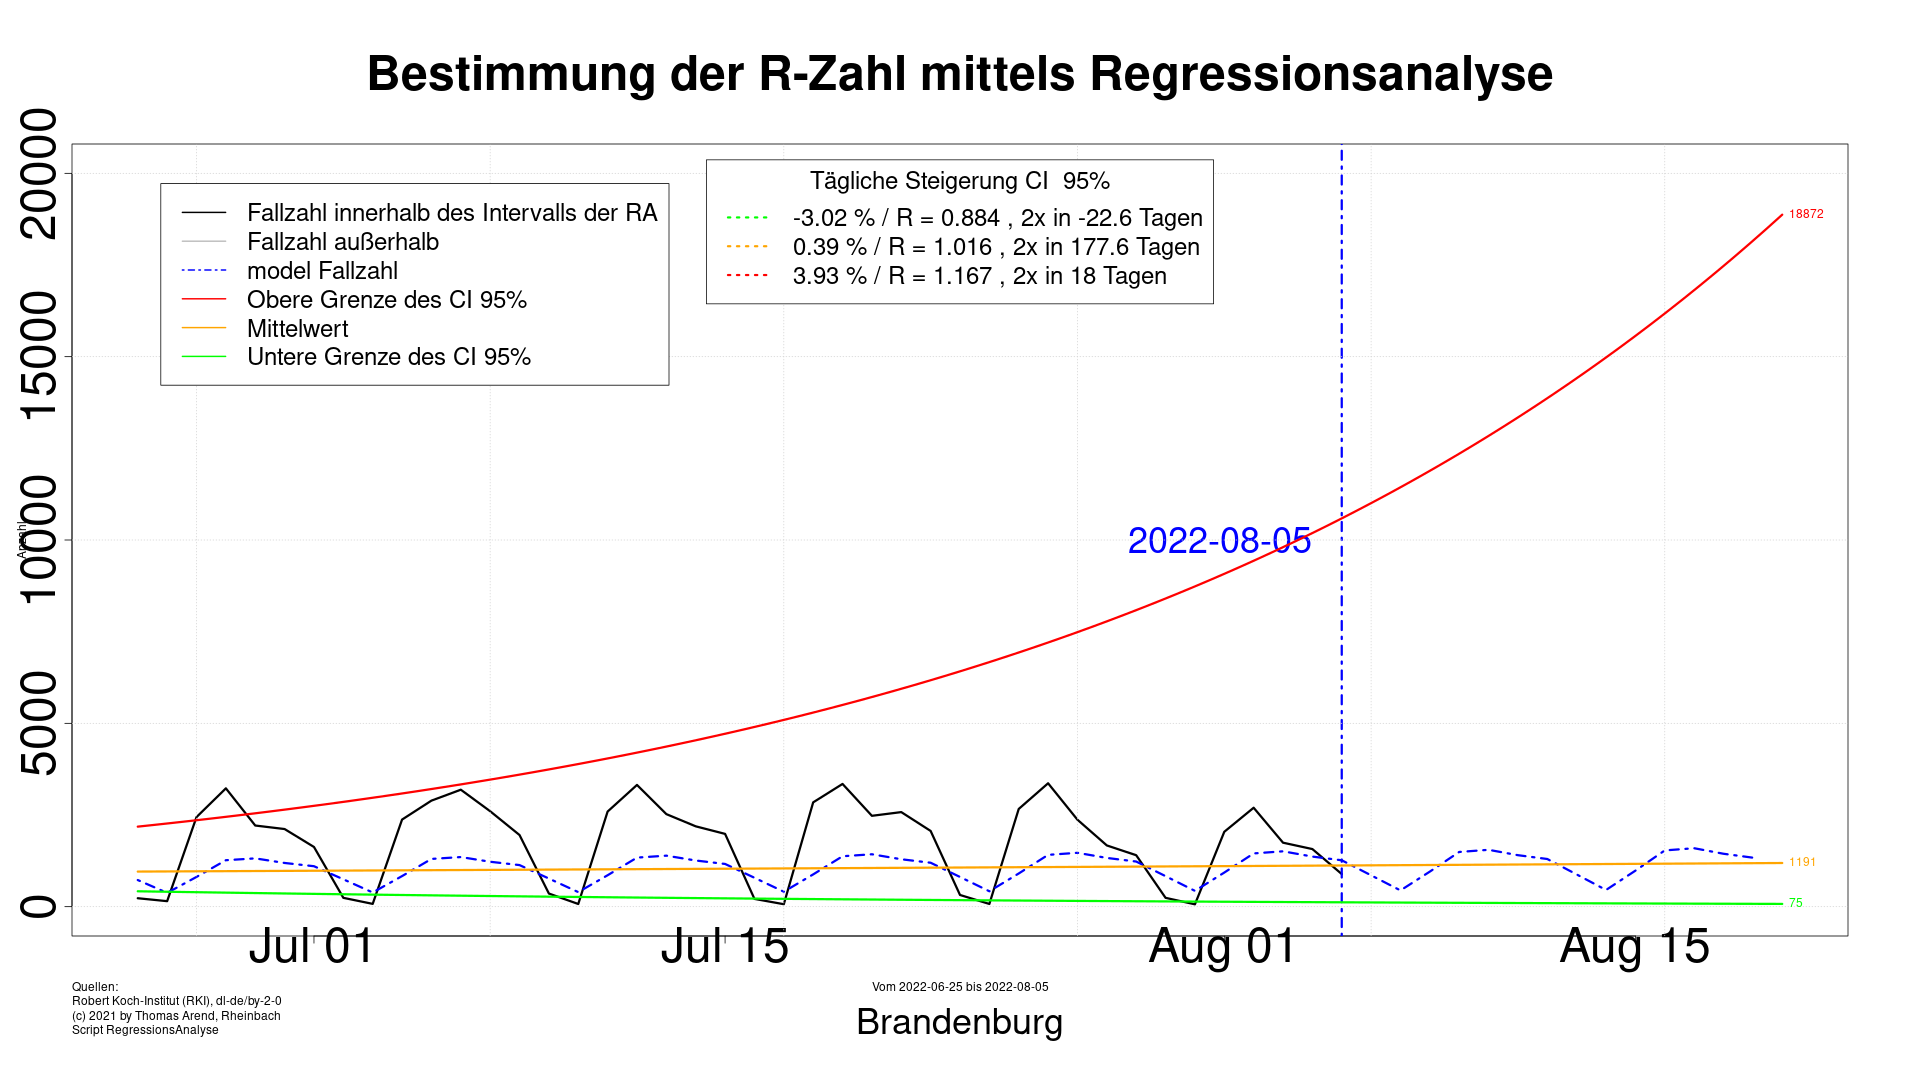 Bestimmung der R-Zahl mittels Regressionsanalyse
Anzahl
20000
15000
10000
5000
0
Fallzahl innerhalb des Intervalls der RA
Fallzahl außerhalb
model Fallzahl
Obere Grenze des CI 95%
Mittelwert
Untere Grenze des CI 95%
Tägliche Steigerung CI  95%
-3.02 % / R = 0.884 , 2x in -22.6 Tagen
0.39 % / R = 1.016 , 2x in 177.6 Tagen
3.93 % / R = 1.167 , 2x in 18 Tagen
18872
2022-08-05
1191
75
Jul 01
Jul 15
Aug 01
Aug 15
Quellen:
Robert Koch-Institut (RKI), dl-de/by-2-0
(c) 2021 by Thomas Arend, Rheinbach
Script RegressionsAnalyse
Vom 2022-06-25 bis 2022-08-05
Brandenburg